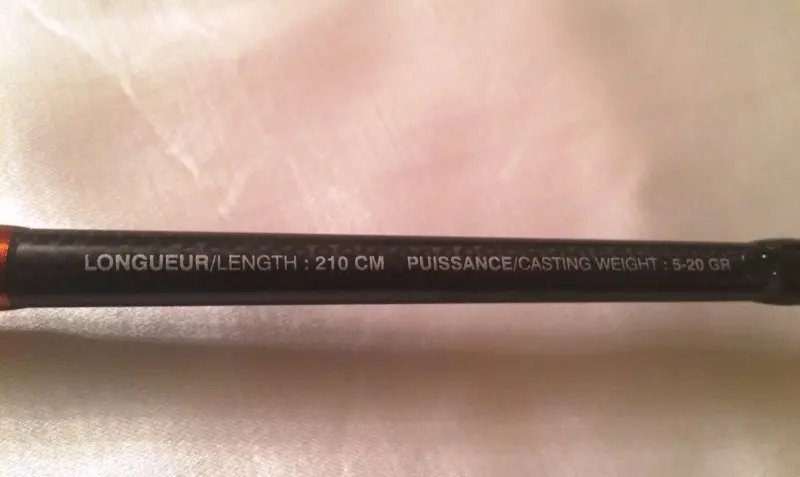 LONGUEUR/LENGTH : 210 CM PUISSANCE/CASTING WEIGHT : 5-20 GR